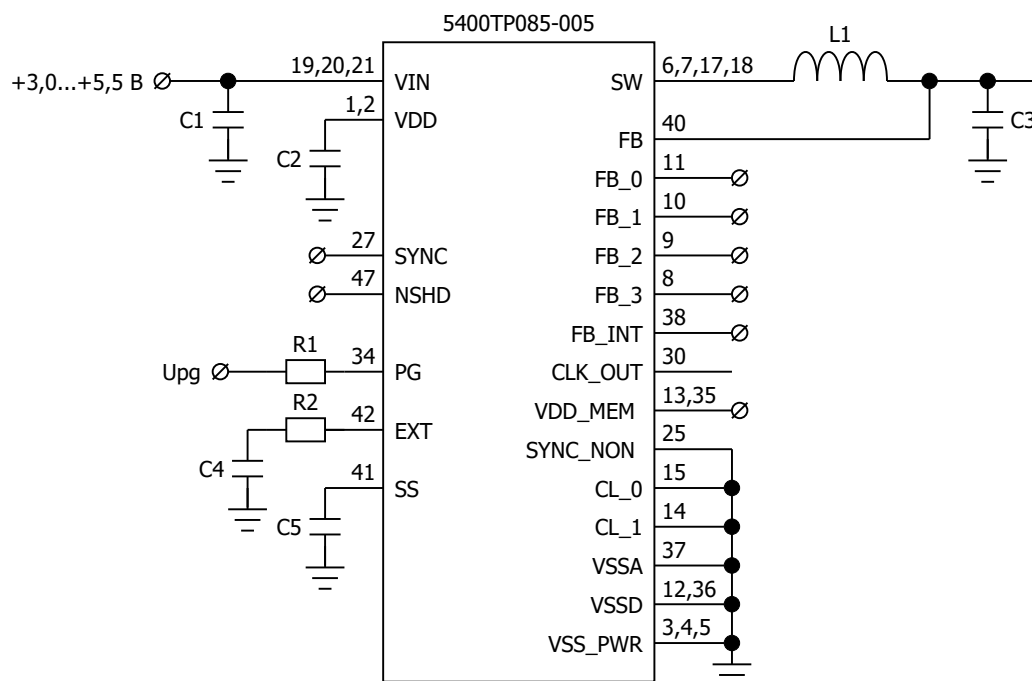 5400TP085-005
+3,0...+5,5 В
19,20,21
VIN
SW
6,7,17,18
L1
C1
1,2
VDD
C2
FB
40
C3
FB_0
11
FB_1
10
27
SYNC
FB_2
9
47
NSHD
FB_3
8
FB_INT
38
Upg
R1
34
PG
CLK_OUT
30
R2
42
EXT
VDD_MEM
13,35
SYNC_NON
25
C4
41
SS
CL_0
15
C5
CL_1
14
VSSA
37
VSSD
12,36
VSS_PWR
3,4,5